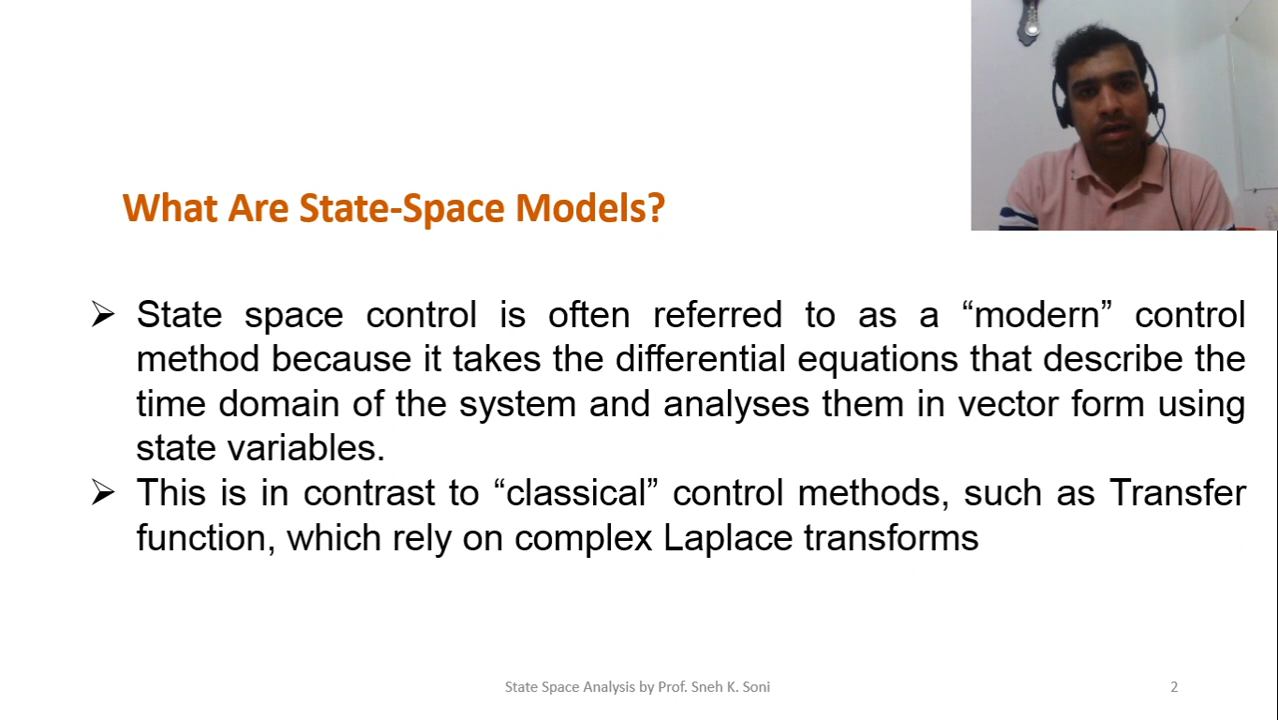 What Are State-Space Models?
➢ State space control is often referred to as a “modern” control
method because it takes the differential equations that describe the
time domain of the system and analyses them in vector form using
state variables.
➢ This is in contrast to “classical” control methods, such as Transfer
function, which rely on complex Laplace transforms
State Space Analysis by Prof. Sneh K. Soni
2